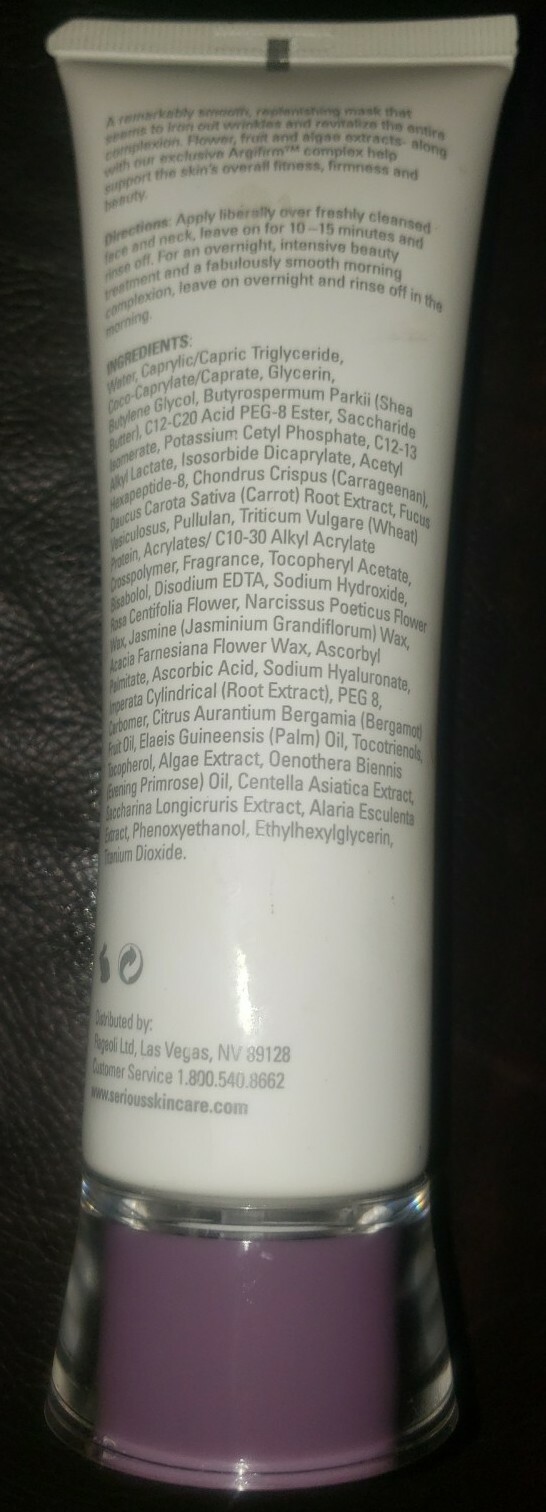 A remarkably smooth, replenishing mask that
seems to iron out wrinkles and revitalize the entire
complexion. Flower, fruit and algae extracts- along
with our exclusive Argifirm™ complex help
support the skin's overall fitness, firmness and
beauty.
Directions: Apply liberally over freshly cleansed
face and neck, leave on for 10–15 minutes and
rinse off. For an overnight, intensive beauty
treatment and a fabulously smooth morning
complexion, leave on overnight and rinse off in the
morning.
INGREDIENTS:
Water, Caprylic/Capric Triglyceride,
Coco-Caprylate/Caprate, Glycerin,
Butylene Glycol, Butyrospermum Parkii (Shea
Butter), C12-C20 Acid PEG-8 Ester, Saccharide
Isomerate, Potassium Cetyl Phosphate, C12-13
Alkyl Lactate, Isosorbide Dicaprylate, Acetyl
Hexapeptide-8, Chondrus Crispus (Carrageenan),
Daucus Carota Sativa (Carrot) Root Extract, Fucus
Vesiculosus, Pullulan, Triticum Vulgare (Wheat)
Protein, Acrylates/ C10-30 Alkyl Acrylate
Crosspolymer, Fragrance, Tocopheryl Acetate,
Bisabolol, Disodium EDTA, Sodium Hydroxide,
Rosa Centifolia Flower, Narcissus Poeticus Flower
Wax, Jasmine (Jasminium Grandiflorum) Wax,
Acacia Farnesiana Flower Wax, Ascorbyl
Palmitate, Ascorbic Acid, Sodium Hyaluronate,
Imperata Cylindrical (Root Extract), PEG 8,
Carbomer, Citrus Aurantium Bergamia (Bergamot)
Fruit Oil, Elaeis Guineensis (Palm) Oil, Tocotrienols,
Tocopherol, Algae Extract, Oenothera Biennis
(Evening Primrose) Oil, Centella Asiatica Extract,
Saccharina Longicruris Extract, Alaria Esculenta
Extract, Phenoxyethanol, Ethylhexylglycerin,
Titanium Dioxide.
Distributed by:
Ltd, Las Vegas, NV 89128
Customer Service 1.800.540.8662
www.seriousskincare.com